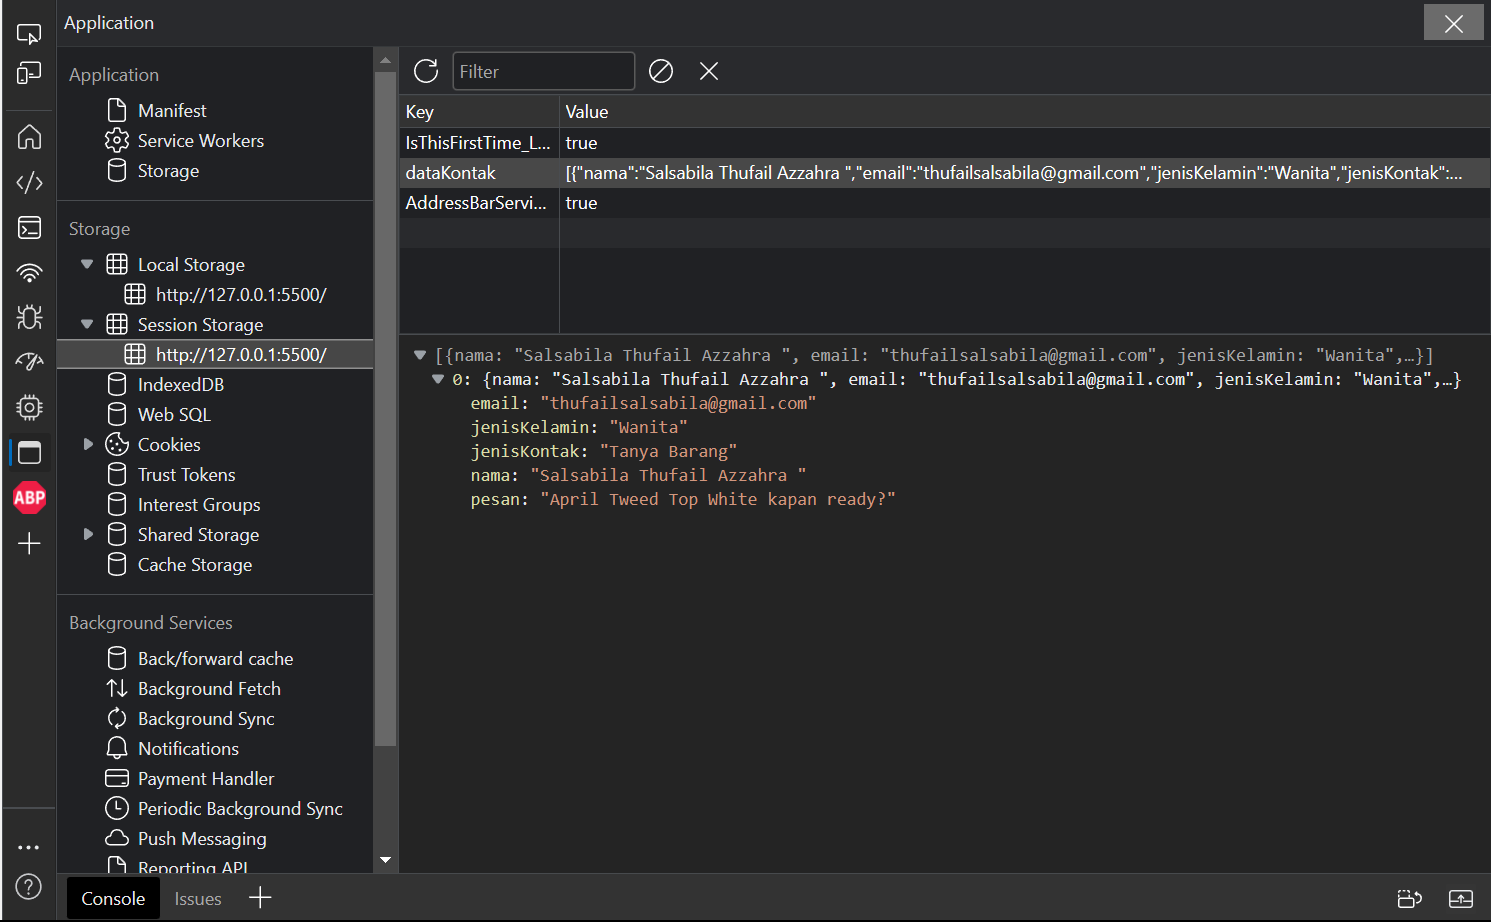 Application
Application
Manifest
Service Workers
Storage
Storage
Local Storage
http://127.0.0.1:5500/
Session Storage
http://127.0.0.1:5500/
IndexedDB
Web SQL
Cookies
Trust Tokens
Interest Groups
Shared Storage
Cache Storage
Background Services
Back/forward cache
Background Fetch
Background Sync
Notifications
Payment Handler
Periodic Background Sync
Push Messaging
Reporting API
ABP
Filter
Key Value
IsThisFirstTime_L... true
dataKontak [{"nama":"Salsabila Thufail Azzahra ","email":"thufailsalsabila@gmail.com","jenisKelamin":"Wanita","jenisKontak":...
AddressBarServi... true
[{nama: "Salsabila Thufail Azzahra ", email: "thufailsalsabila@gmail.com", jenisKelamin: "Wanita",…}]
0: {nama: "Salsabila Thufail Azzahra ", email: "thufailsalsabila@gmail.com", jenisKelamin: "Wanita",…}
email: "thufailsalsabila@gmail.com"
jenisKelamin: "Wanita"
jenisKontak: "Tanya Barang"
nama: "Salsabila Thufail Azzahra "
pesan: "April Tweed Top White kapan ready?"
Console Issues